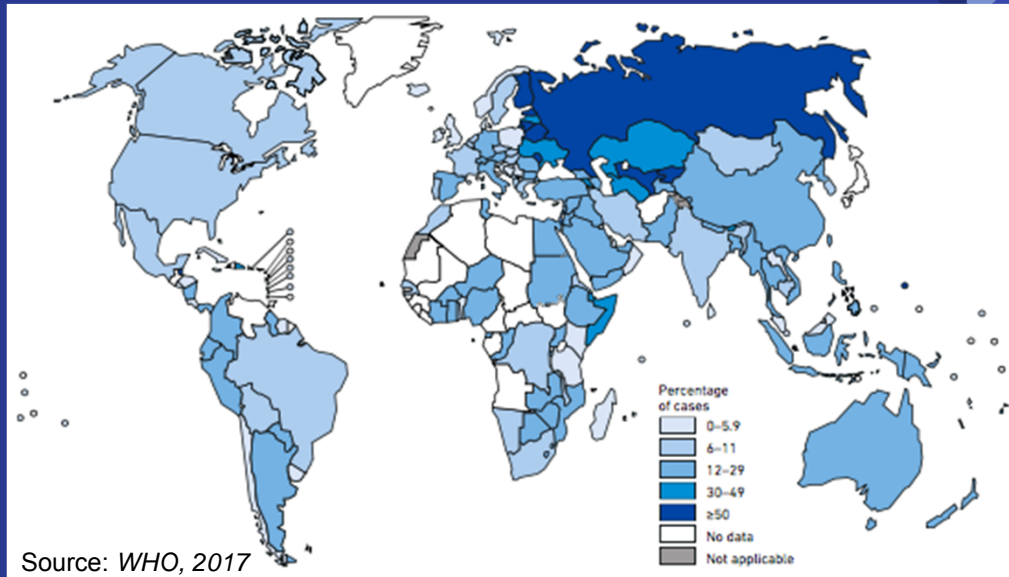 Percentage
of cases
0–5.9
6–11
12–29
30–49
≥50
No data
Not applicable
Source: WHO, 2017